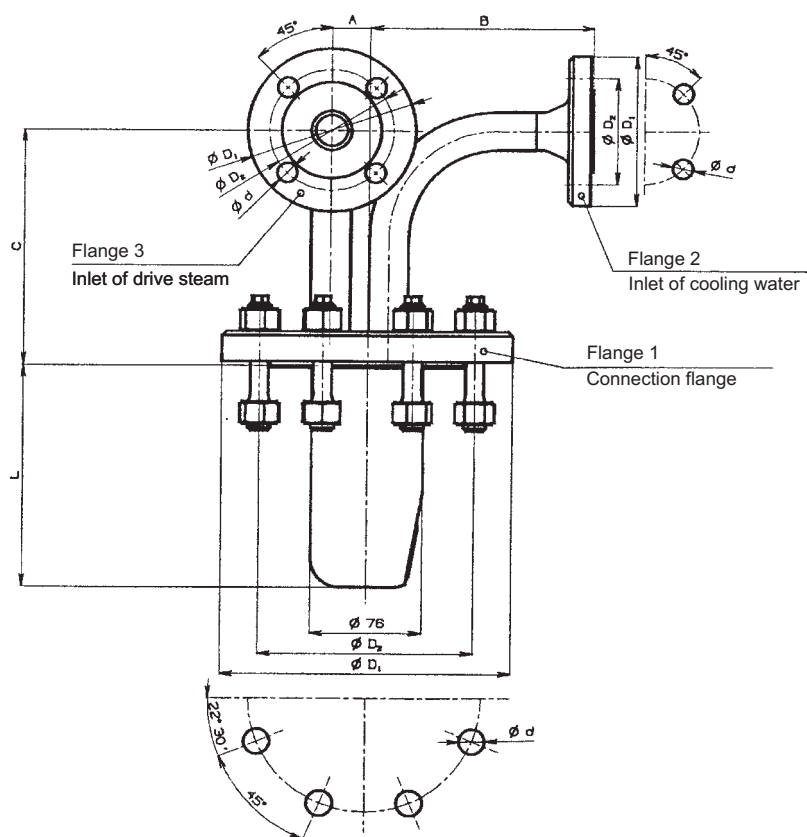 A
B
45°
45°
Ø D₂
Ø D₁
Ø d
Ø D₁
Ø D₂
Ø d
C
Flange 3
Inlet of drive steam
Flange 2
Inlet of cooling water
Flange 1
Connection flange
L
Ø 76
Ø D₂
Ø D₁
22° 30'
45°
Ø d